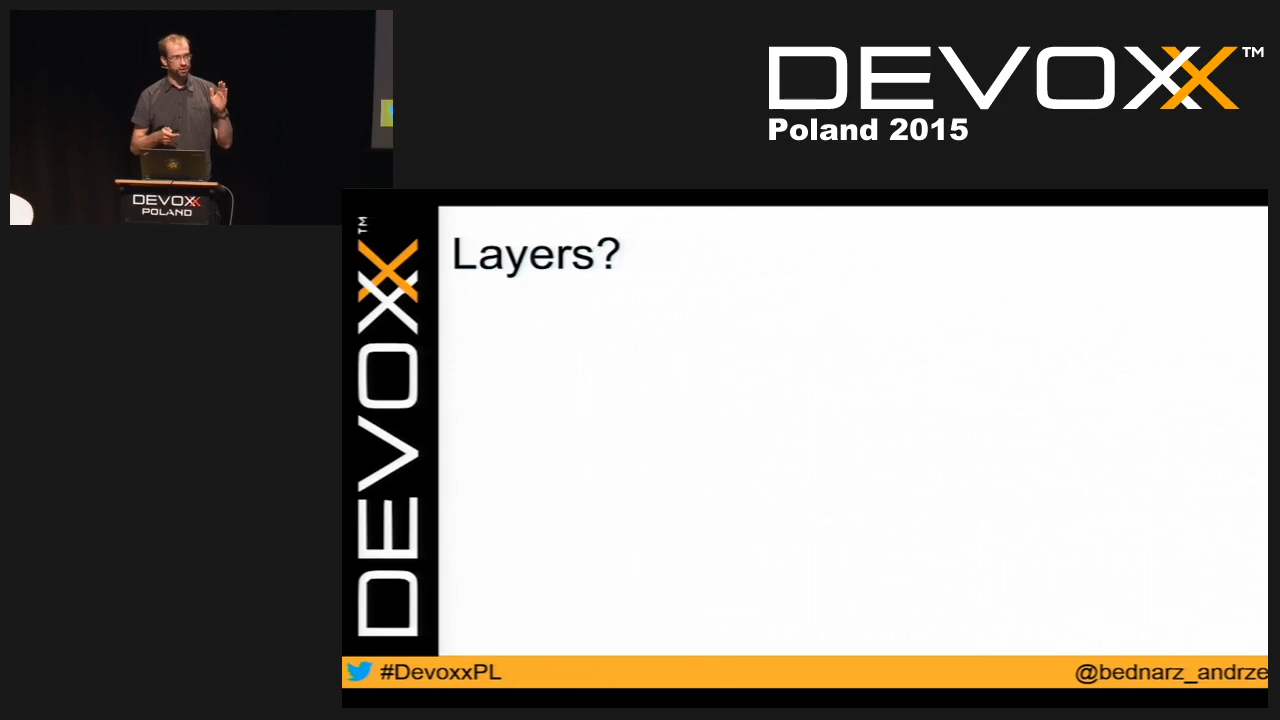 DEVOXX™
Poland 2015
DEVOXX
POLAND
DEVOXX™
Layers?
#DevoxxPL
@bednarz_andrze